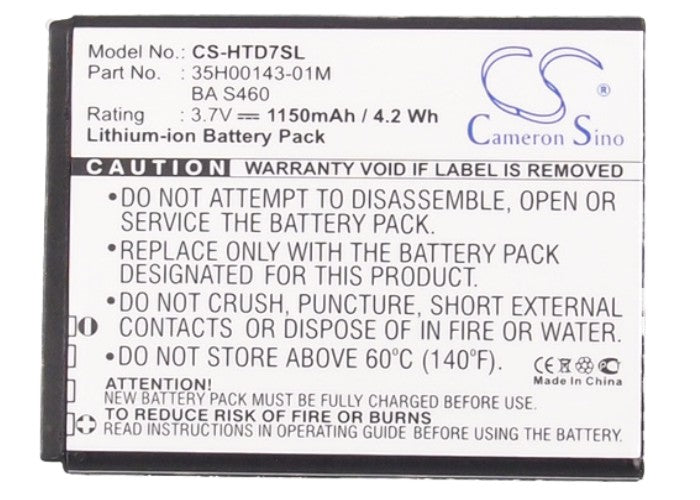 Model No.: CS-HTD7SL
Part No.: 35H00143-01M
BA S460
Rating: 3.7V⎓ 1150mAh / 4.2 Wh
Lithium-ion Battery Pack
CS
®
Cameron Sino
CAUTION WARRANTY VOID IF LABEL IS REMOVED
•DO NOT ATTEMPT TO DISASSEMBLE, OPEN OR
SERVICE THE BATTERY PACK.
•REPLACE ONLY WITH THE BATTERY PACK
DESIGNATED FOR THIS PRODUCT.
•DO NOT CRUSH, PUNCTURE, SHORT EXTERNAL
CONTACTS OR DISPOSE OF IN FIRE OR WATER.
•DO NOT STORE ABOVE 60°C (140°F).
CE
Made In China
ATTENTION!
NEW BATTERY PACK MUST BE FULLY CHARGED BEFORE USE.
TO REDUCE RISK OF FIRE OR BURNS
READ INSTRUCTIONS IN OPERATING GUIDE BEFORE USING BATTERY PACK.